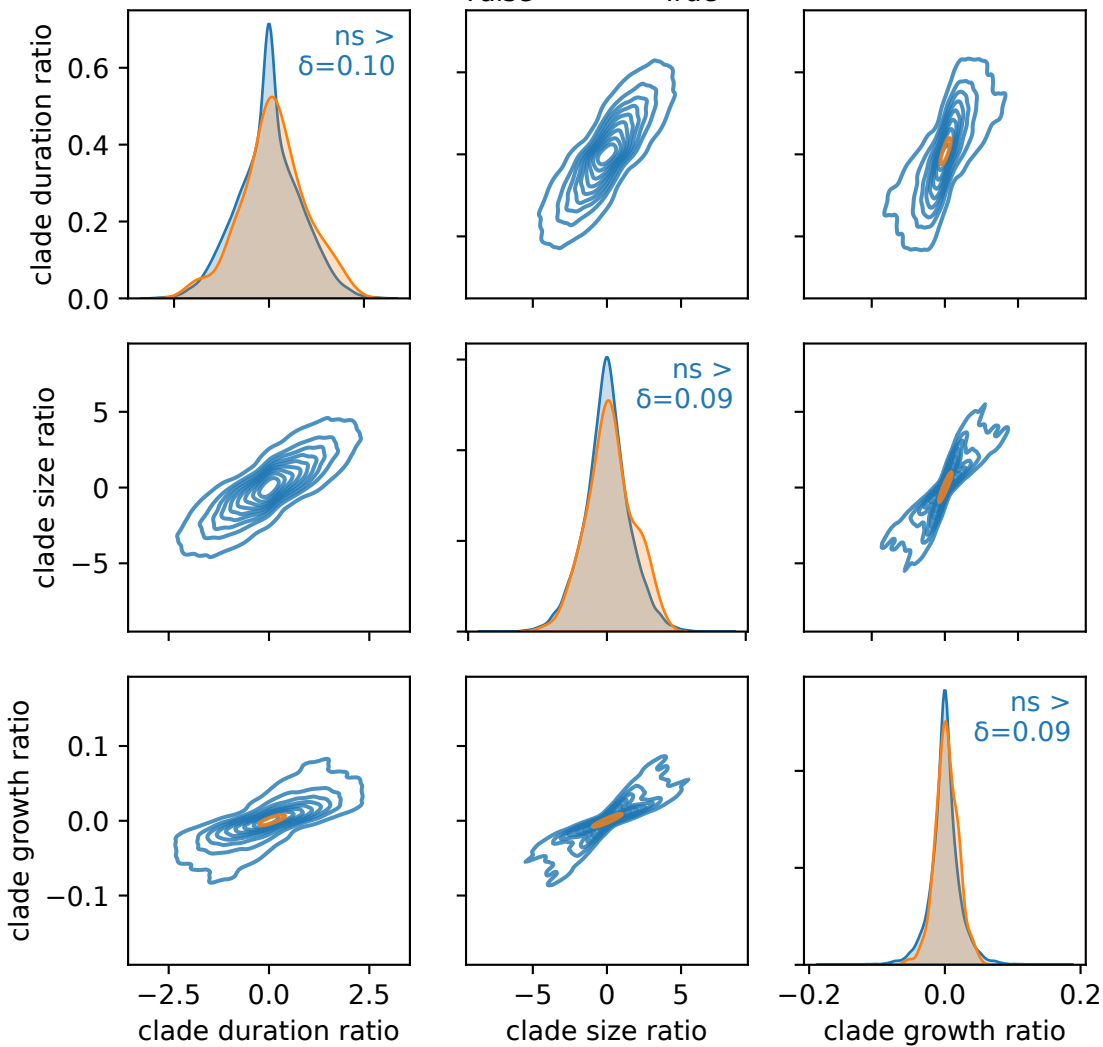 clade duration ratio
0.6
0.4
0.2
0.0
ns >
δ=0.10
clade size ratio
5
0
−5
ns >
δ=0.09
clade growth ratio
0.1
0.0
−0.1
ns >
δ=0.09
−2.5 0.0 2.5
−5 0 5
−0.2 0.0 0.2
clade duration ratio
clade size ratio
clade growth ratio